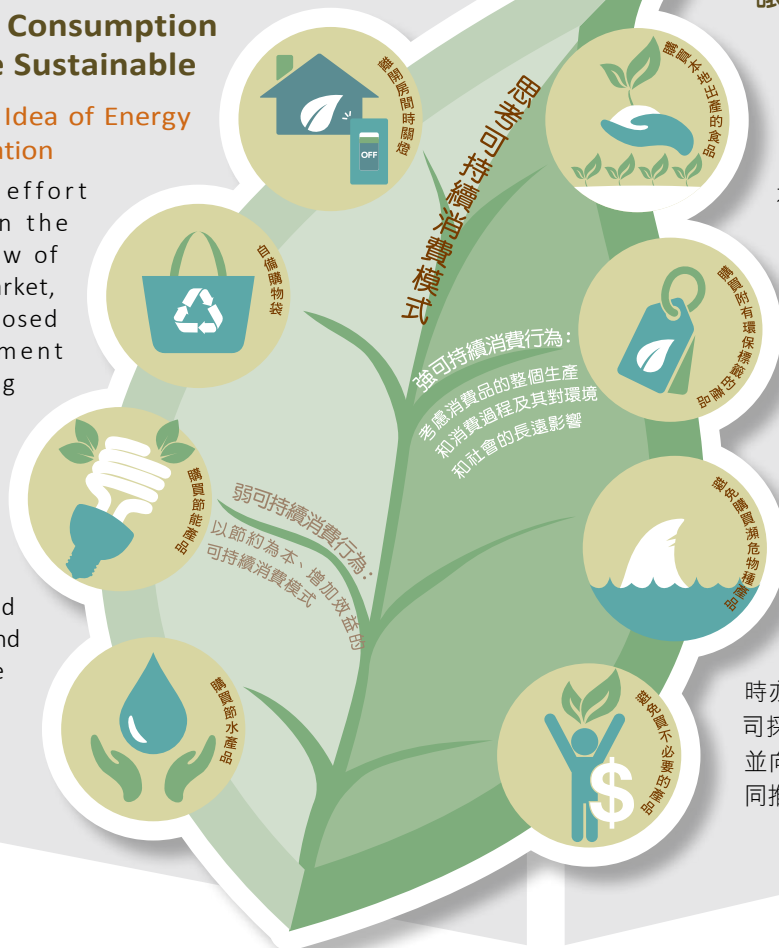 Consumption
e Sustainable
Idea of Energy
ation
effort
n the
w of
arket,
osed
ment
ng
d
nd
e
離開房間時關燈
OFF
自備購物袋
購買節能產品
購買節水產品
思考可持續消費模式
弱可持續消費行為：
以節約為本、增加效益的
可持續消費模式
強可持續消費行為：
考慮消費品的整個生產
和消費過程及其對環境
和社會的長遠影響
購買本地出產的食品
購買附有環保標籤的產品
避免購買瀕危物種產品
避免買不必要的產品
$
時亦
司採
並向
同推